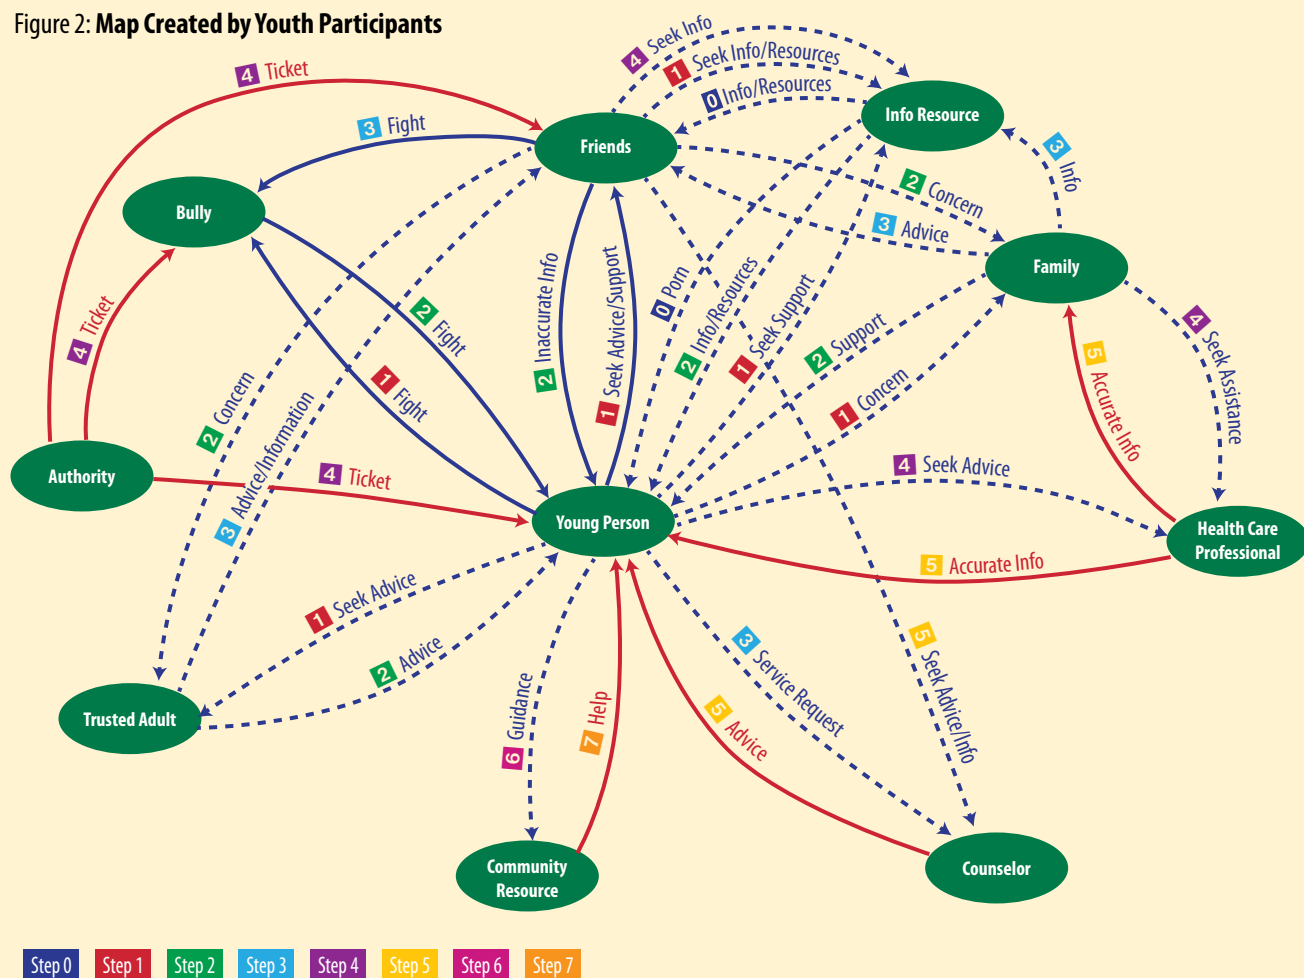 Figure 2: Map Created by Youth Participants
4 Seek Info
1 Seek Info/Resources
0 Info/Resources
4 Ticket
3 Fight
Friends
Info Resource
3 Info
2 Concern
3 Advice
Bully
Family
4 Ticket
2 Fight
1 Fight
2 Inaccurate Info
1 Seek Advice/Support
0 Porn
2 Info/Resources
1 Seek Support
2 Support
1 Concern
4 Seek Assistance
5 Accurate Info
2 Concern
3 Advice/Information
Authority
4 Ticket
4 Seek Advice
Young Person
Health Care
Professional
5 Accurate Info
1 Seek Advice
2 Advice
3 Service Request
5 Seek Advice/Info
Trusted Adult
6 Guidance
7 Help
5 Advice
Community
Resource
Counselor
Step 0 Step 1 Step 2 Step 3 Step 4 Step 5 Step 6 Step 7